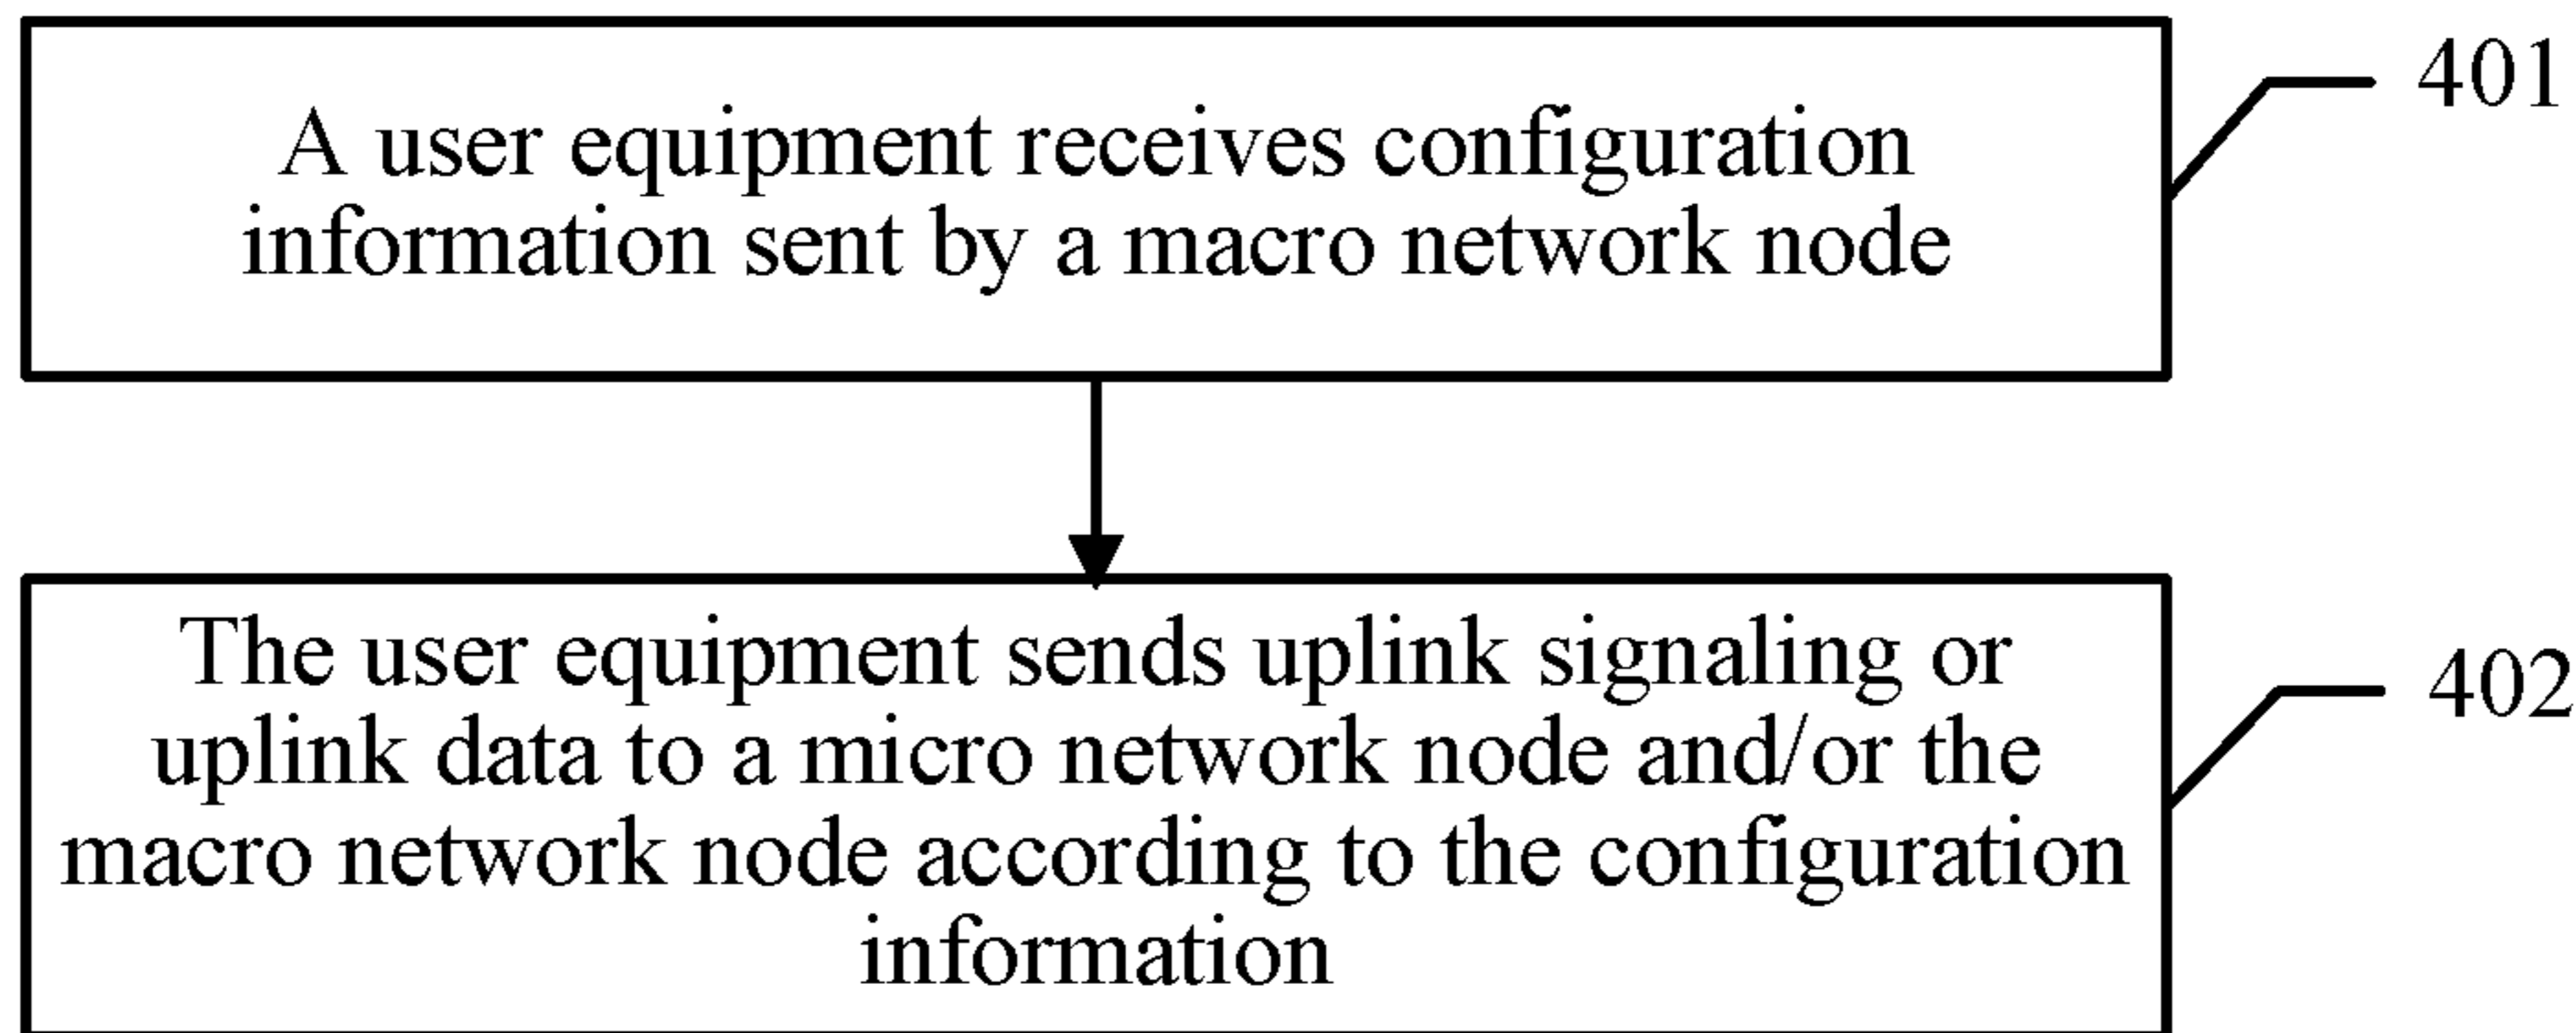 A user equipment receives configuration
information sent by a macro network node
401
The user equipment sends uplink signaling or
uplink data to a micro network node and/or the
macro network node according to the configuration
information
402